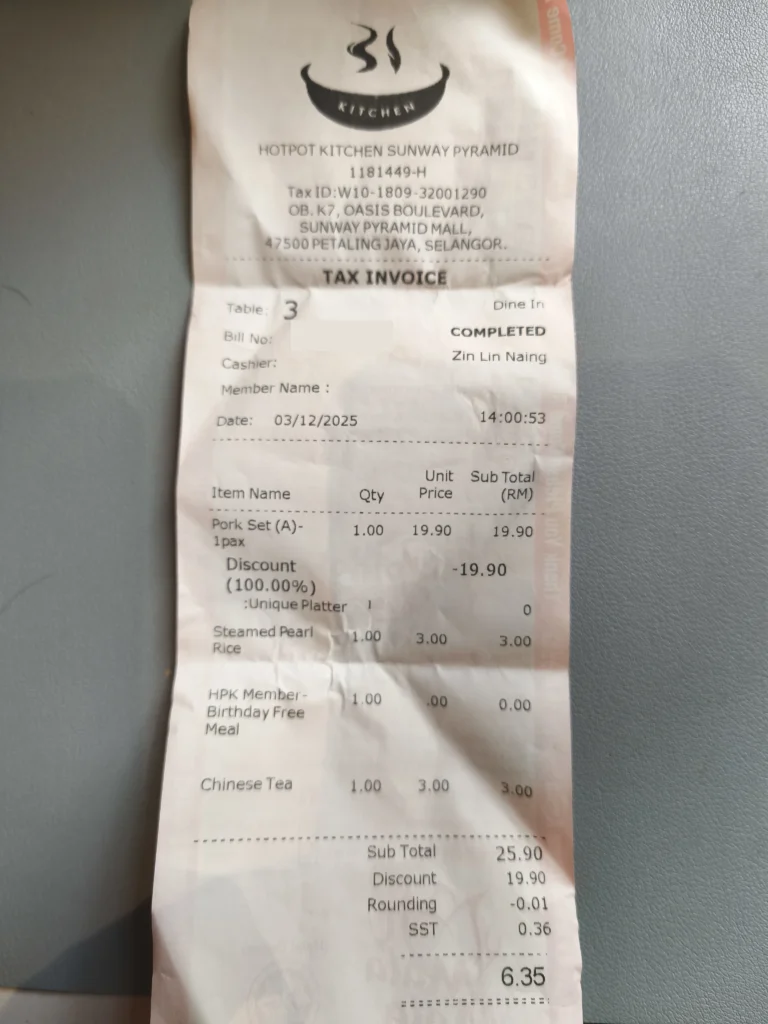 KITCHEN
HOTPOT KITCHEN SUNWAY PYRAMID
1181449-H
Tax ID:W10-1809-32001290
OB. K7, OASIS BOULEVARD,
SUNWAY PYRAMID MALL,
47500 PETALING JAYA, SELANGOR.
TAX INVOICE
Table: 3 Dine In
Bill No: COMPLETED
Cashier: Zin Lin Naing
Member Name :
Date: 03/12/2025 14:00:53
Item Name Qty Unit Price Sub Total (RM)
Pork Set (A)- 1.00 19.90 19.90
1pax
Discount -19.90
(100.00%)
:Unique Platter 1 0
Steamed Pearl 1.00 3.00 3.00
Rice
HPK Member- 1.00 .00 0.00
Birthday Free
Meal
Chinese Tea 1.00 3.00 3.00
Sub Total 25.90
Discount 19.90
Rounding -0.01
SST 0.36
6.35